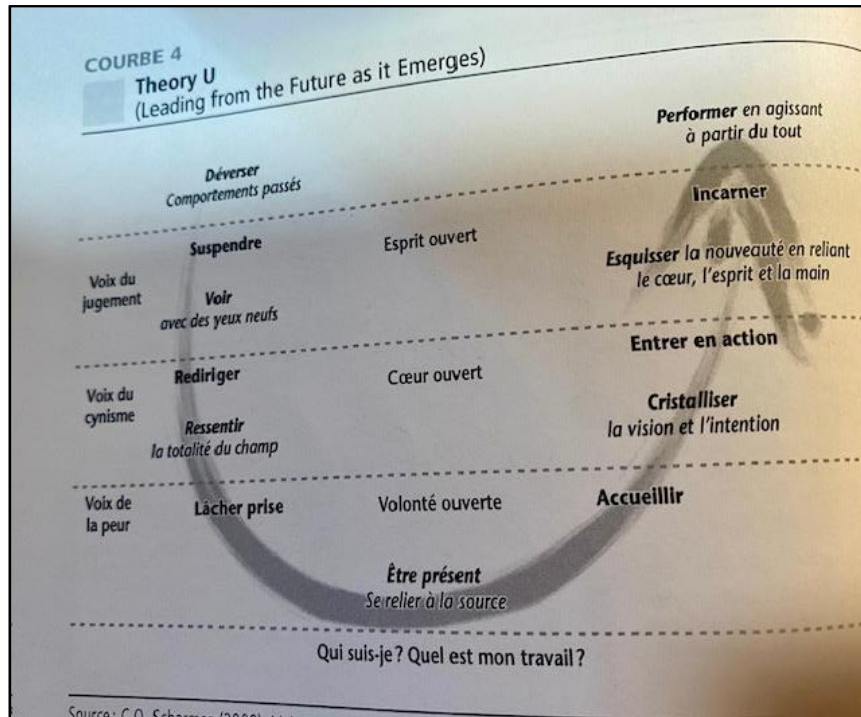 COURBE 4
Theory U
(Leading from the Future as it Emerges)
Performer en agissant
à partir du tout
Déverser
Comportements passés
Incarner
Suspendre
Esprit ouvert
Esquisser la nouveauté en reliant
le cœur, l'esprit et la main
Voix du
jugement
Voir
avec des yeux neufs
Entrer en action
Rediriger
Cœur ouvert
Voix du
cynisme
Cristalliser
la vision et l'intention
Ressentir
la totalité du champ
Voix de
la peur
Lâcher prise
Volonté ouverte
Accueillir
Être présent
Se relier à la source
Qui suis-je? Quel est mon travail?
Source: C.O. Scharmer